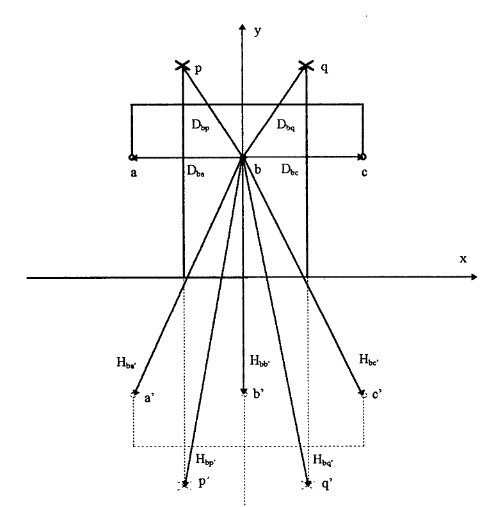 y
p
q
D_bp
D_bq
a
D_ba
b
D_bc
c
x
H_ba'
H_bb'
H_bc'
a'
b'
c'
H_bp'
H_bq'
p'
q'